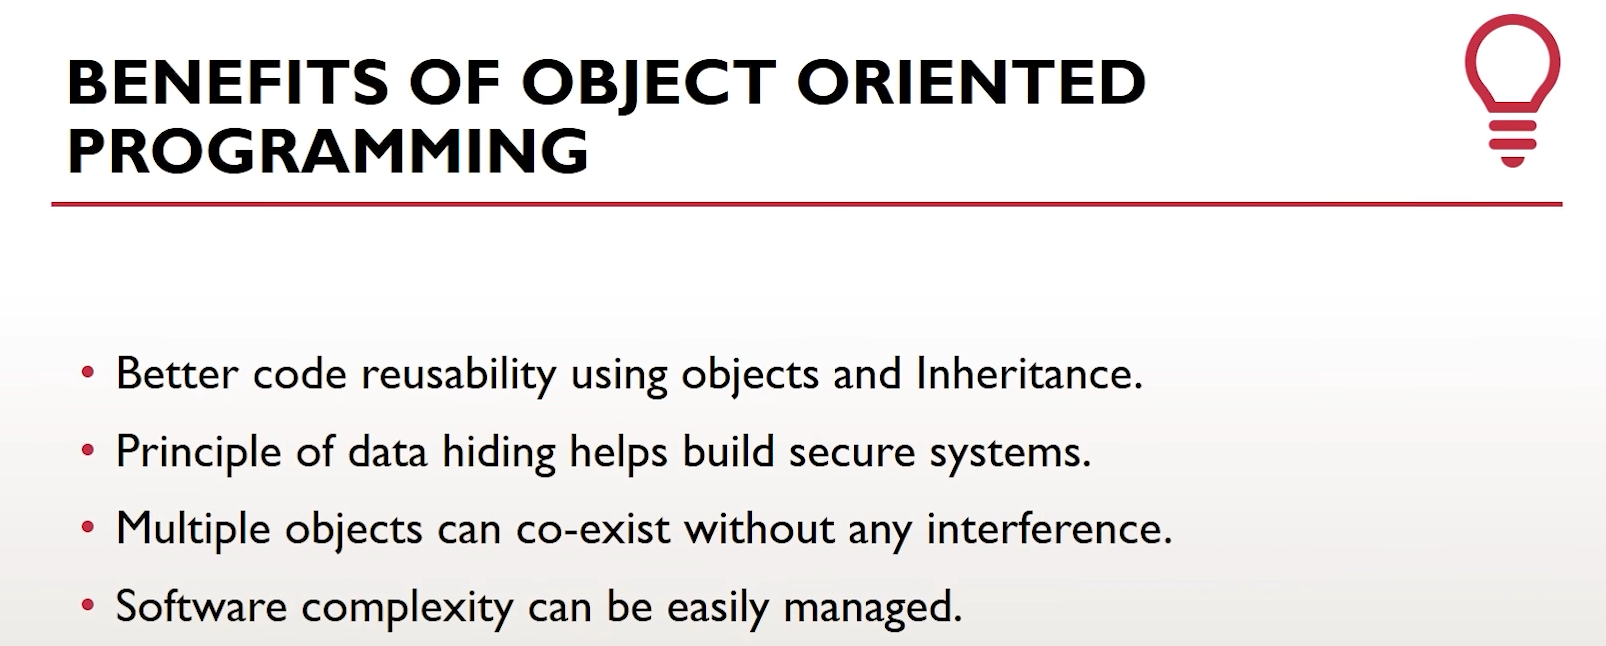 BENEFITS OF OBJECT ORIENTED
PROGRAMMING
• Better code reusability using objects and Inheritance.
• Principle of data hiding helps build secure systems.
• Multiple objects can co-exist without any interference.
• Software complexity can be easily managed.